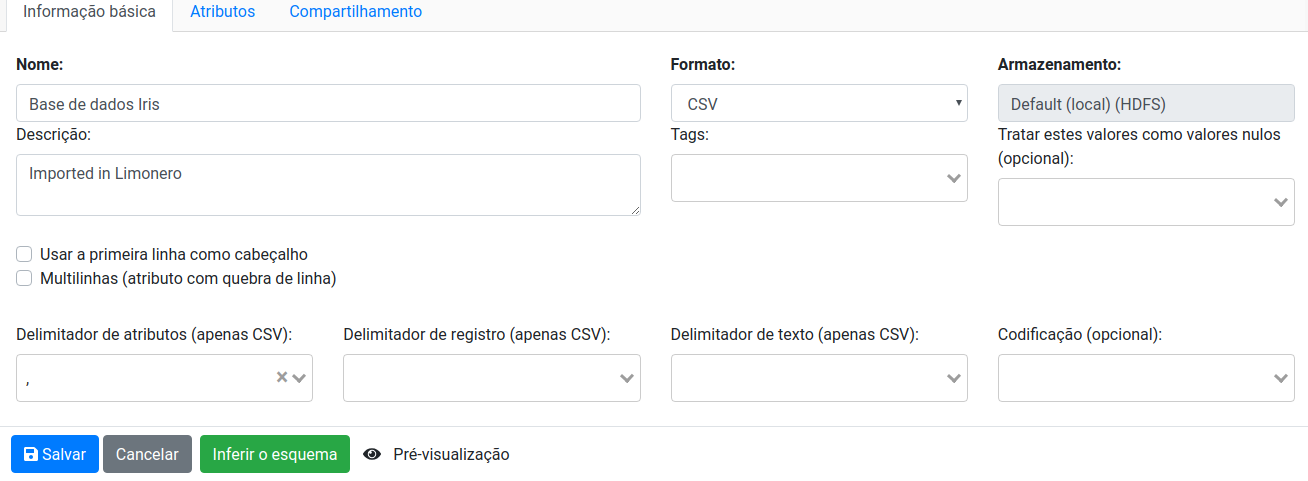 Informação básica
Atributos
Compartilhamento
Nome:
Formato:
Armazenamento:
Base de dados Iris
CSV
Default (local) (HDFS)
Descrição:
Tags:
Tratar estes valores como valores nulos
(opcional):
Imported in Limonero
Usar a primeira linha como cabeçalho
Multilinhas (atributo com quebra de linha)
Delimitador de atributos (apenas CSV):
Delimitador de registro (apenas CSV):
Delimitador de texto (apenas CSV):
Codificação (opcional):
,
Salvar
Cancelar
Inferir o esquema
Pré-visualização